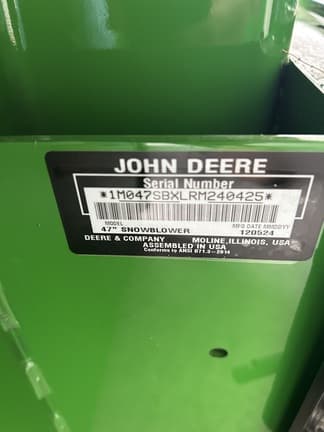 JOHN DEERE
Serial Number
*1M047SBXLRM240425*
MODEL MFG DATE MMDDYY
47" SNOWBLOWER 120524
DEERE & COMPANY MOLINE, ILLINOIS, USA
ASSEMBLED IN USA
Conforms to ANSI B71.3-2014